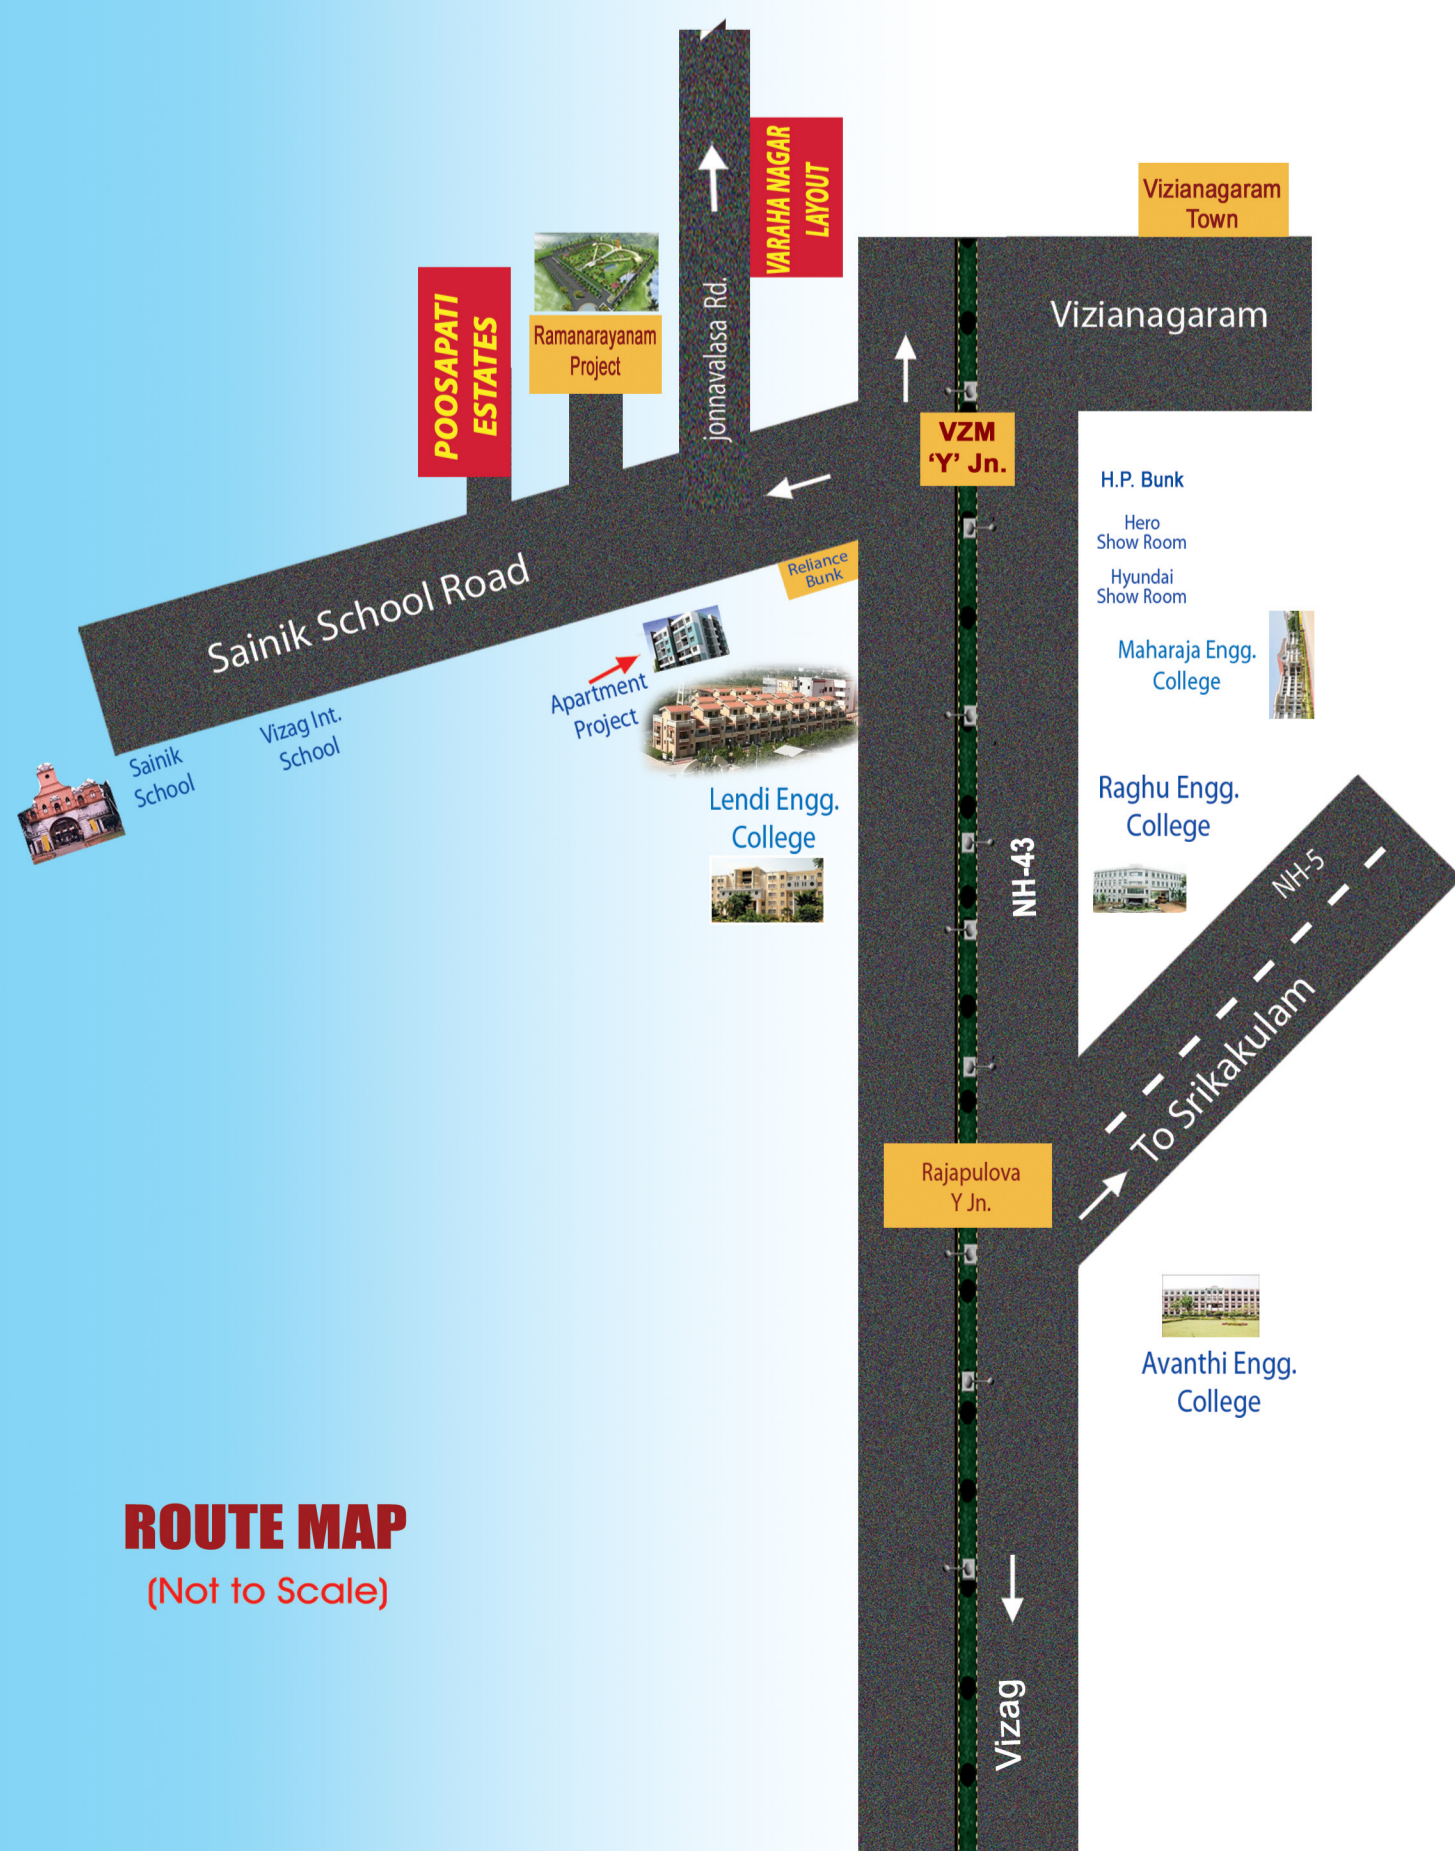 VARAHA NAGAR
LAYOUT
Vizianagaram
Town
POOSAPATI
ESTATES
Ramanarayanam
Project
jonnavalasa Rd.
Vizianagaram
VZM
‘Y’ Jn.
H.P. Bunk
Hero
Show Room
Hyundai
Show Room
Reliance
Bunk
Sainik School Road
Maharaja Engg.
College
Apartment
Project
Vizag Int.
School
Sainik
School
Lendi Engg.
College
Raghu Engg.
College
NH-43
NH-5
To Srikakulam
Rajapulova
Y Jn.
Avanthi Engg.
College
ROUTE MAP
(Not to Scale)
Vizag